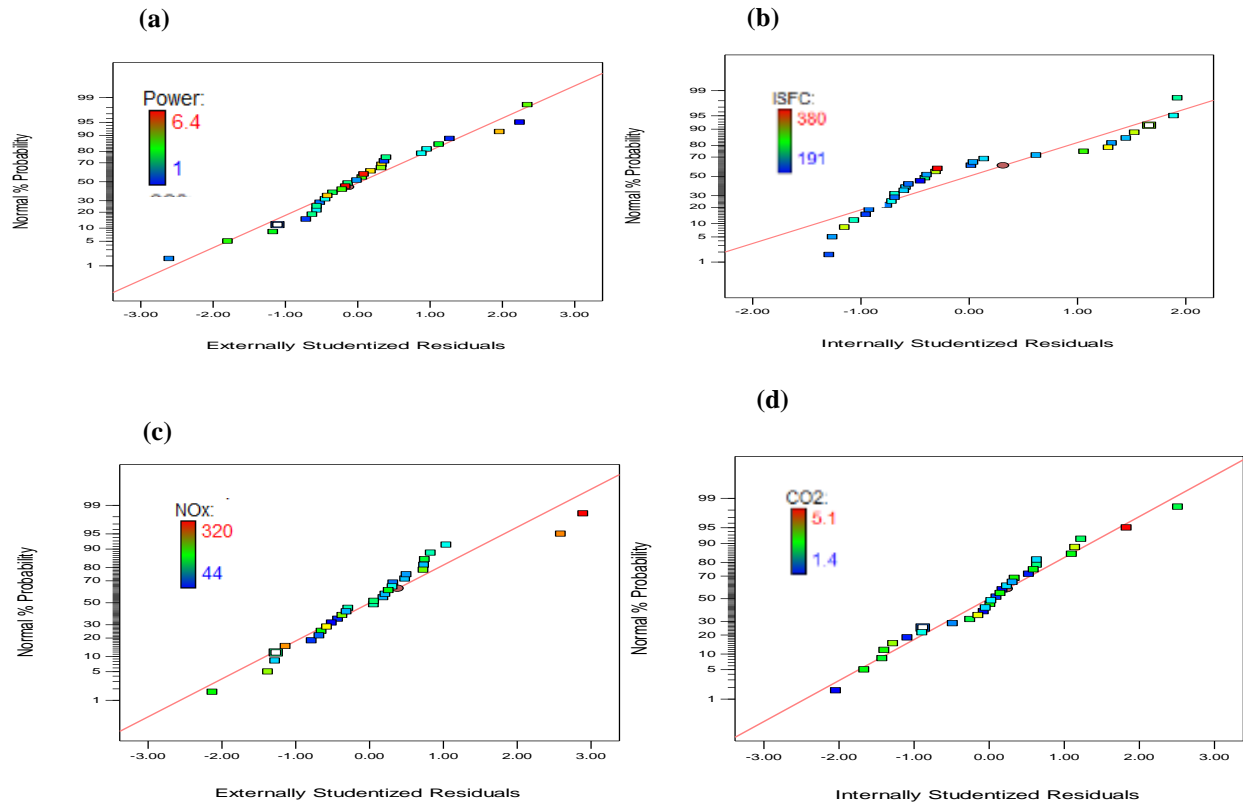 (a)
Power:
6.4
1
Normal % Probability
99
95
90
80
70
50
30
20
10
5
1
-3.00 -2.00 -1.00 0.00 1.00 2.00 3.00
Externally Studentized Residuals
(b)
ISFC:
380
191
Normal % Probability
99
95
90
80
70
50
30
20
10
5
1
-2.00 -1.00 0.00 1.00 2.00
Internally Studentized Residuals
(c)
NOx
320
44
Normal % Probability
99
95
90
80
70
50
30
20
10
5
1
-3.00 -2.00 -1.00 0.00 1.00 2.00 3.00
Externally Studentized Residuals
(d)
CO2:
5.1
1.4
Normal % Probability
99
95
90
80
70
50
30
20
10
5
1
-3.00 -2.00 -1.00 0.00 1.00 2.00 3.00
Internally Studentized Residuals